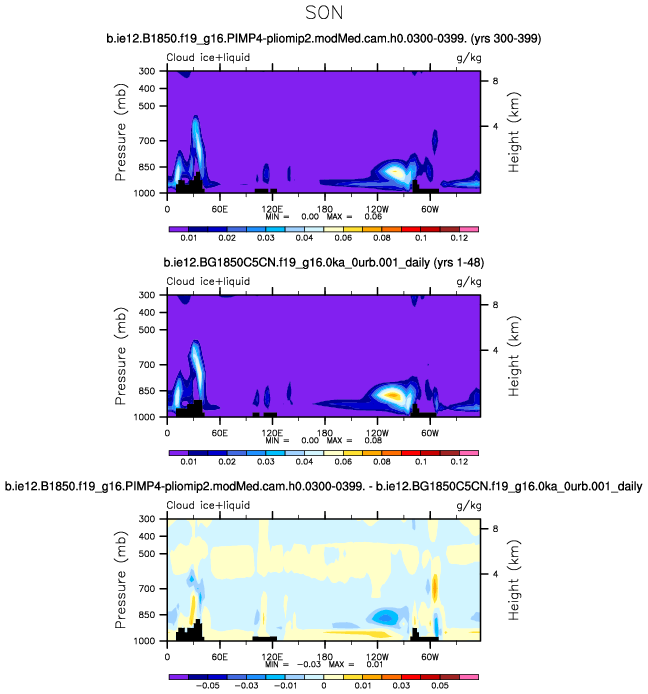 SON
b.ie12.B1850.f19_g16.PIMP4-pliomip2.modMed.cam.h0.0300-0399. (yrs 300-399)
Cloud ice+liquid g/kg
Pressure (mb)
300
400
500
700
850
1000
8
4
Height (km)
0 60E 120E 180 120W 60W
MIN = 0.00 MAX = 0.06
0.01 0.02 0.03 0.04 0.06 0.08 0.1 0.12
b.ie12.BG1850C5CN.f19_g16.0ka_0urb.001_daily (yrs 1-48)
Cloud ice+liquid g/kg
Pressure (mb)
300
400
500
700
850
1000
8
4
Height (km)
0 60E 120E 180 120W 60W
MIN = 0.00 MAX = 0.08
0.01 0.02 0.03 0.04 0.06 0.08 0.1 0.12
b.ie12.B1850.f19_g16.PIMP4-pliomip2.modMed.cam.h0.0300-0399. - b.ie12.BG1850C5CN.f19_g16.0ka_0urb.001_daily
Cloud ice+liquid g/kg
Pressure (mb)
300
400
500
700
850
1000
8
4
Height (km)
0 60E 120E 180 120W 60W
MIN = -0.03 MAX = 0.01
-0.05 -0.03 -0.01 0 0.01 0.03 0.05